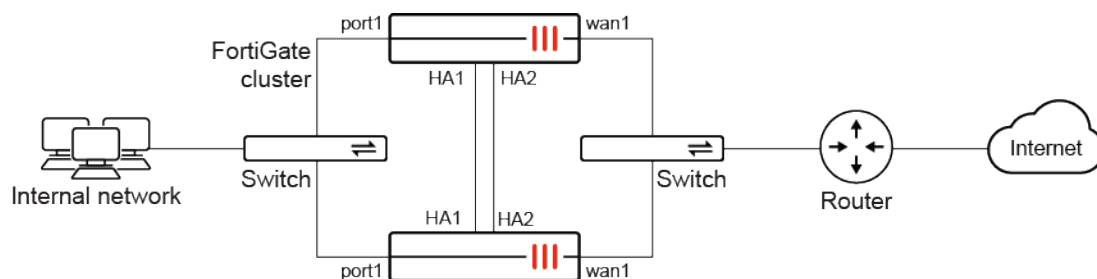 port1
wan1
FortiGate
cluster
HA1
HA2
Internal network
Switch
Switch
Router
Internet
HA1
HA2
port1
wan1